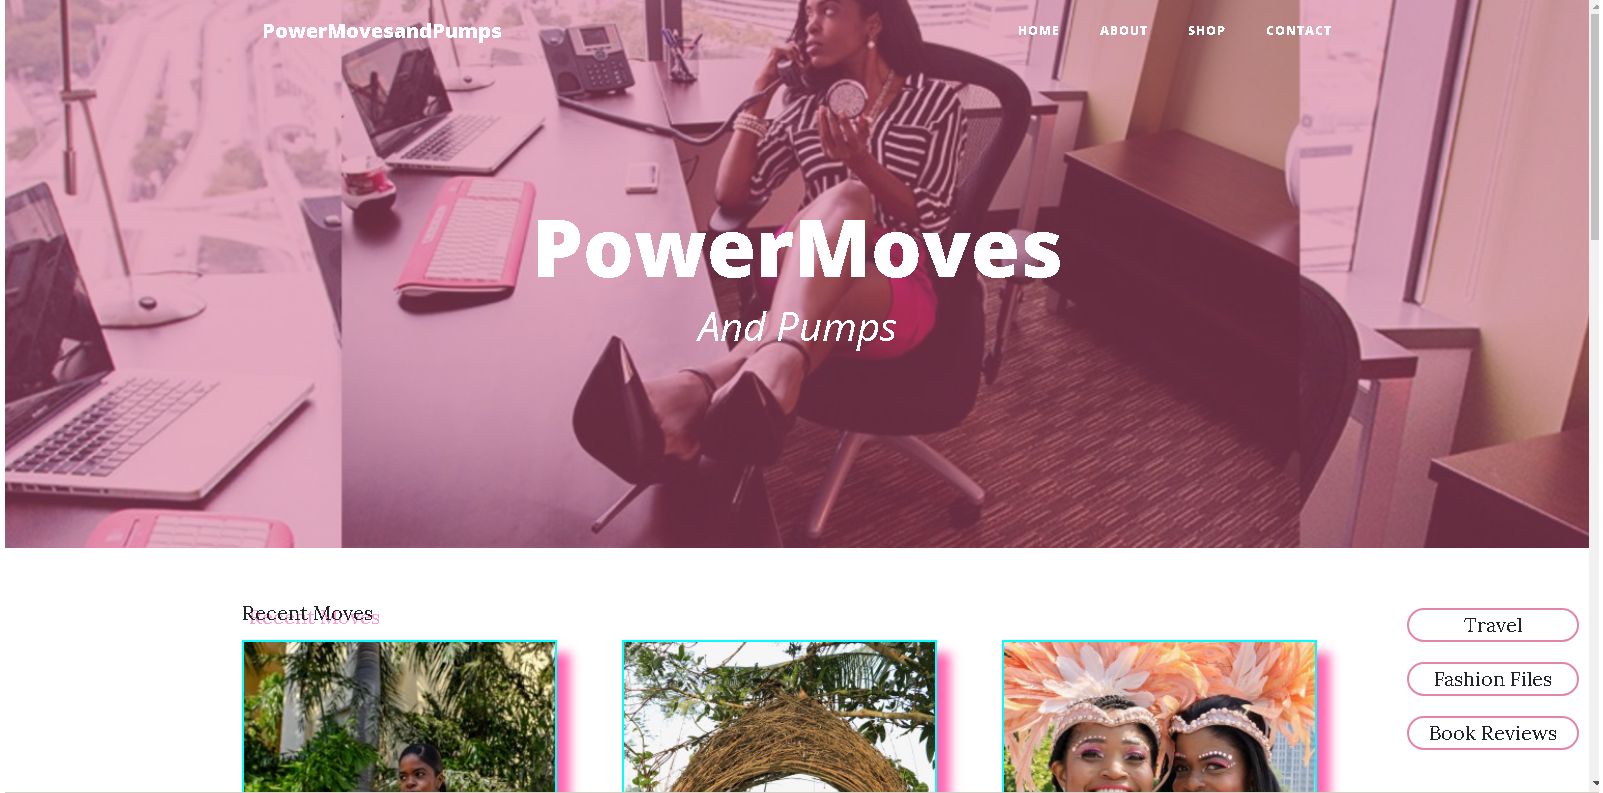 PowerMovesandPumps
HOME ABOUT SHOP CONTACT
PowerMoves
And Pumps
Recent Moves
Travel
Fashion Files
Book Reviews